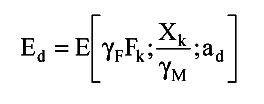 E_d = E[γ_F F_k; X_k/γ_M; a_d]